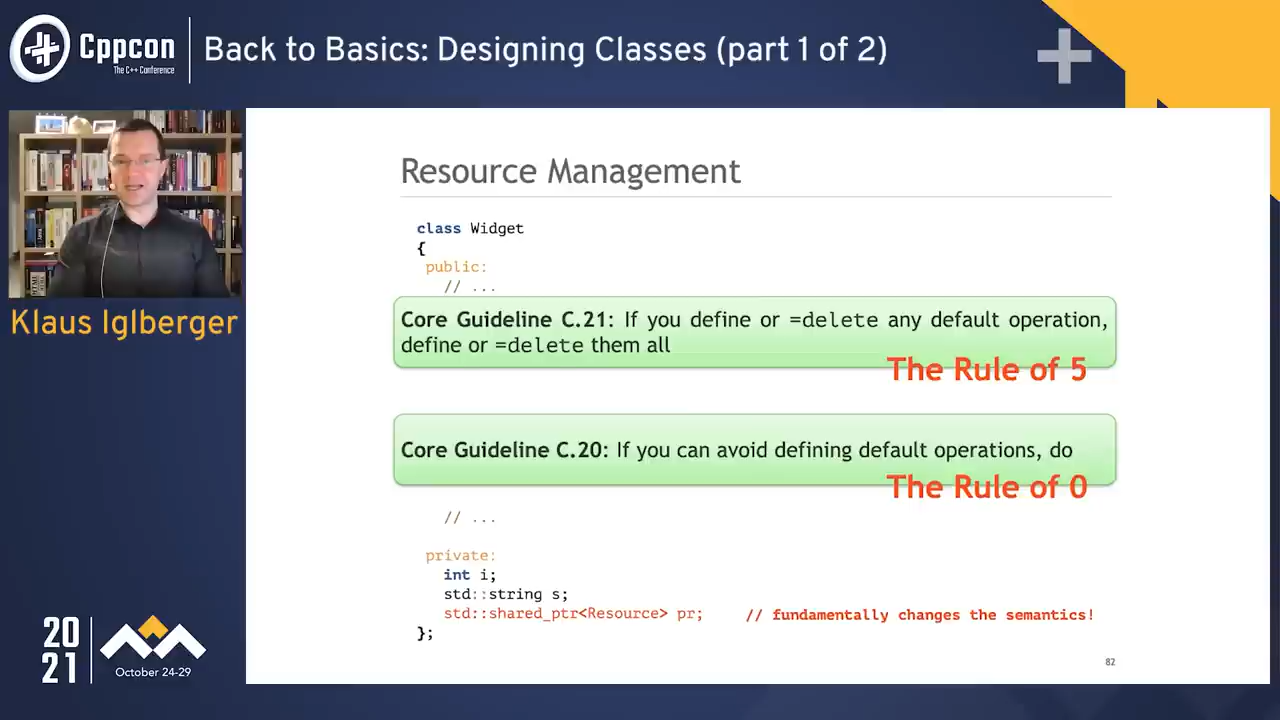 Cppcon
The C++ Conference
Back to Basics: Designing Classes (part 1 of 2)
Klaus Iglberger
Resource Management
class Widget
{
public:
// ...
Core Guideline C.21: If you define or =delete any default operation,
define or =delete them all
The Rule of 5
Core Guideline C.20: If you can avoid defining default operations, do
The Rule of 0
// ...
private:
int i;
std::string s;
std::shared_ptr<Resource> pr; // fundamentally changes the semantics!
};
82
20
21
October 24-29